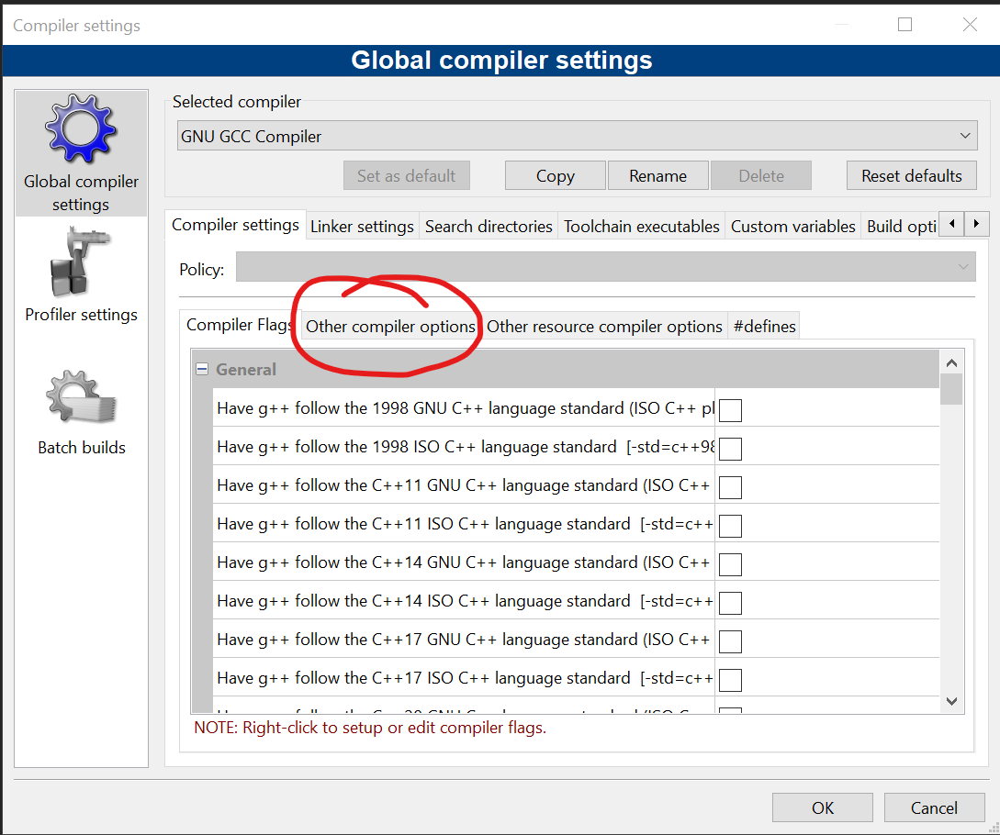 Compiler settings
Global compiler settings
Global compiler
settings
Profiler settings
Batch builds
Selected compiler
GNU GCC Compiler
Set as default
Copy
Rename
Delete
Reset defaults
Compiler settings
Linker settings
Search directories
Toolchain executables
Custom variables
Build opti
Policy:
Compiler Flags
Other compiler options
Other resource compiler options
#defines
General
Have g++ follow the 1998 GNU C++ language standard (ISO C++ pl
Have g++ follow the 1998 ISO C++ language standard [-std=c++98
Have g++ follow the C++11 GNU C++ language standard (ISO C++
Have g++ follow the C++11 ISO C++ language standard [-std=c++
Have g++ follow the C++14 GNU C++ language standard (ISO C++
Have g++ follow the C++14 ISO C++ language standard [-std=c++
Have g++ follow the C++17 GNU C++ language standard (ISO C++
Have g++ follow the C++17 ISO C++ language standard [-std=c++
NOTE: Right-click to setup or edit compiler flags.
OK
Cancel